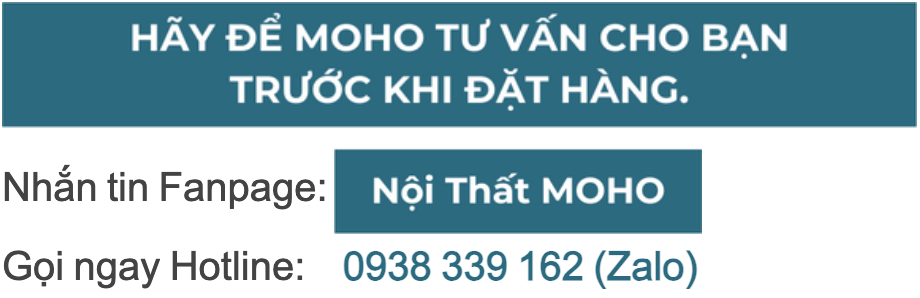 HÃY ĐỂ MOHO TƯ VẤN CHO BẠN
TRƯỚC KHI ĐẶT HÀNG.
Nhắn tin Fanpage: Nội Thất MOHO
Gọi ngay Hotline: 0938 339 162 (Zalo)